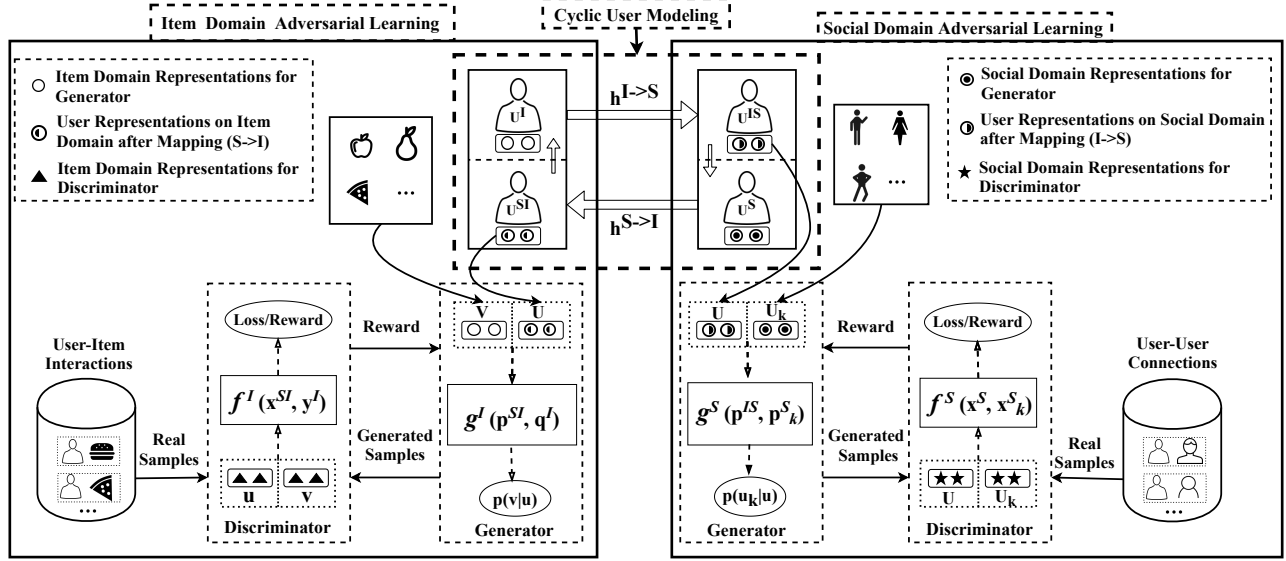 Item Domain Adversarial Learning
Cyclic User Modeling
Social Domain Adversarial Learning
Item Domain Representations for
Generator
User Representations on Item
Domain after Mapping (S->I)
Item Domain Representations for
Discriminator
...
U^I
U^SI
h^I->S
h^S->I
U^IS
U^S
...
Social Domain Representations for
Generator
User Representations on Social Domain
after Mapping (I->S)
Social Domain Representations for
Discriminator
User-Item
Interactions
...
Real
Samples
Loss/Reward
f^I (x^SI, y^I)
u v
Discriminator
Reward
Generated
Samples
V U
g^I (p^SI, q^I)
p(v|u)
Generator
U U_k
g^S (p^IS, p^S_k)
p(u_k|u)
Generator
Reward
Generated
Samples
Loss/Reward
f^S (x^S, x^S_k)
U U_k
Discriminator
Real
Samples
User-User
Connections
...